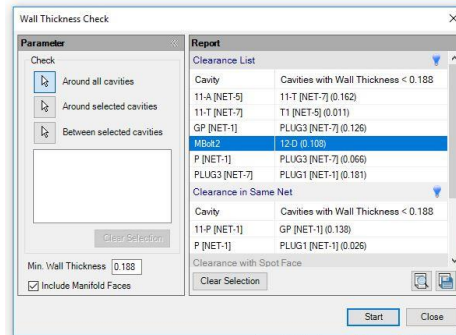 Wall Thickness Check
Parameter
Check
Around all cavities
Around selected cavities
Between selected cavities
Clear Selection
Min. Wall Thickness 0.188
Include Manifold Faces
Report
Clearance List
Cavity Cavities with Wall Thickness < 0.188
11-A [NET-5] 11-T [NET-7] (0.162)
11-T [NET-7] T1 [NET-5] (0.011)
GP [NET-1] PLUG3 [NET-7] (0.126)
MBolt2 12-D (0.108)
P [NET-1] PLUG3 [NET-7] (0.066)
PLUG3 [NET-7] PLUG1 [NET-1] (0.181)
Clearance in Same Net
Cavity Cavities with Wall Thickness < 0.188
11-P [NET-1] GP [NET-1] (0.138)
P [NET-1] PLUG1 [NET-1] (0.026)
Clearance with Spot Face
Clear Selection
Start Close